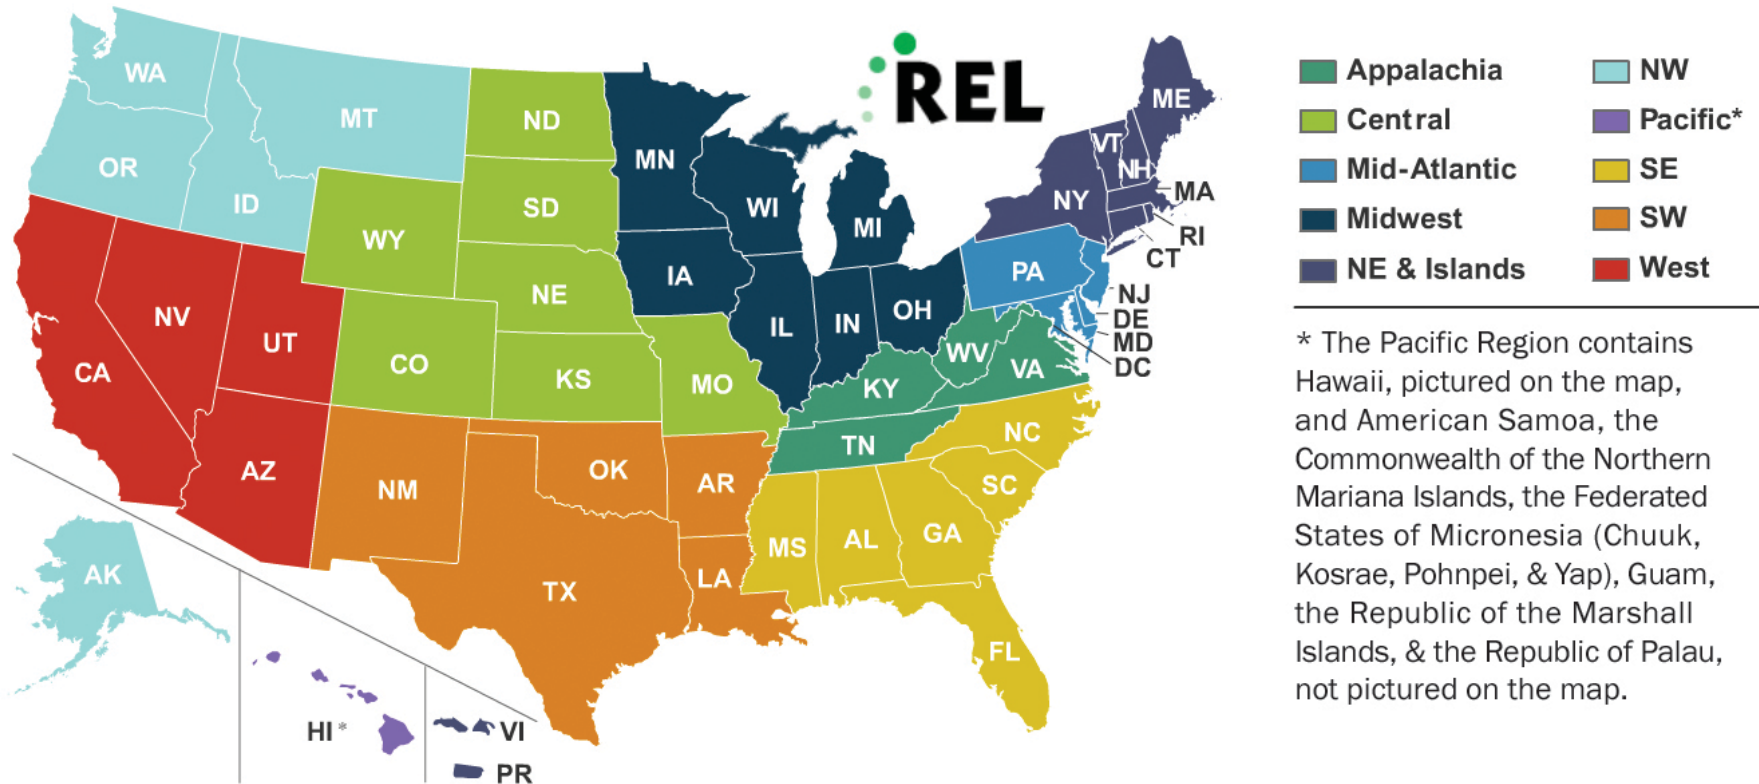 REL
WA
MT
ND
MN
ME
OR
ID
SD
WI
MI
VT
NH
NY
MA
RI
CT
WY
NE
IA
PA
NJ
DE
MD
DC
NV
UT
CO
KS
MO
IL
IN
OH
WV
VA
KY
CA
AZ
NM
OK
AR
TN
NC
SC
TX
LA
MS
AL
GA
FL
AK
HI*
VI
PR
Appalachia
Central
Mid-Atlantic
Midwest
NE & Islands
NW
Pacific*
SE
SW
West
* The Pacific Region contains
Hawaii, pictured on the map,
and American Samoa, the
Commonwealth of the Northern
Mariana Islands, the Federated
States of Micronesia (Chuuk,
Kosrae, Pohnpei, & Yap), Guam,
the Republic of the Marshall
Islands, & the Republic of Palau,
not pictured on the map.